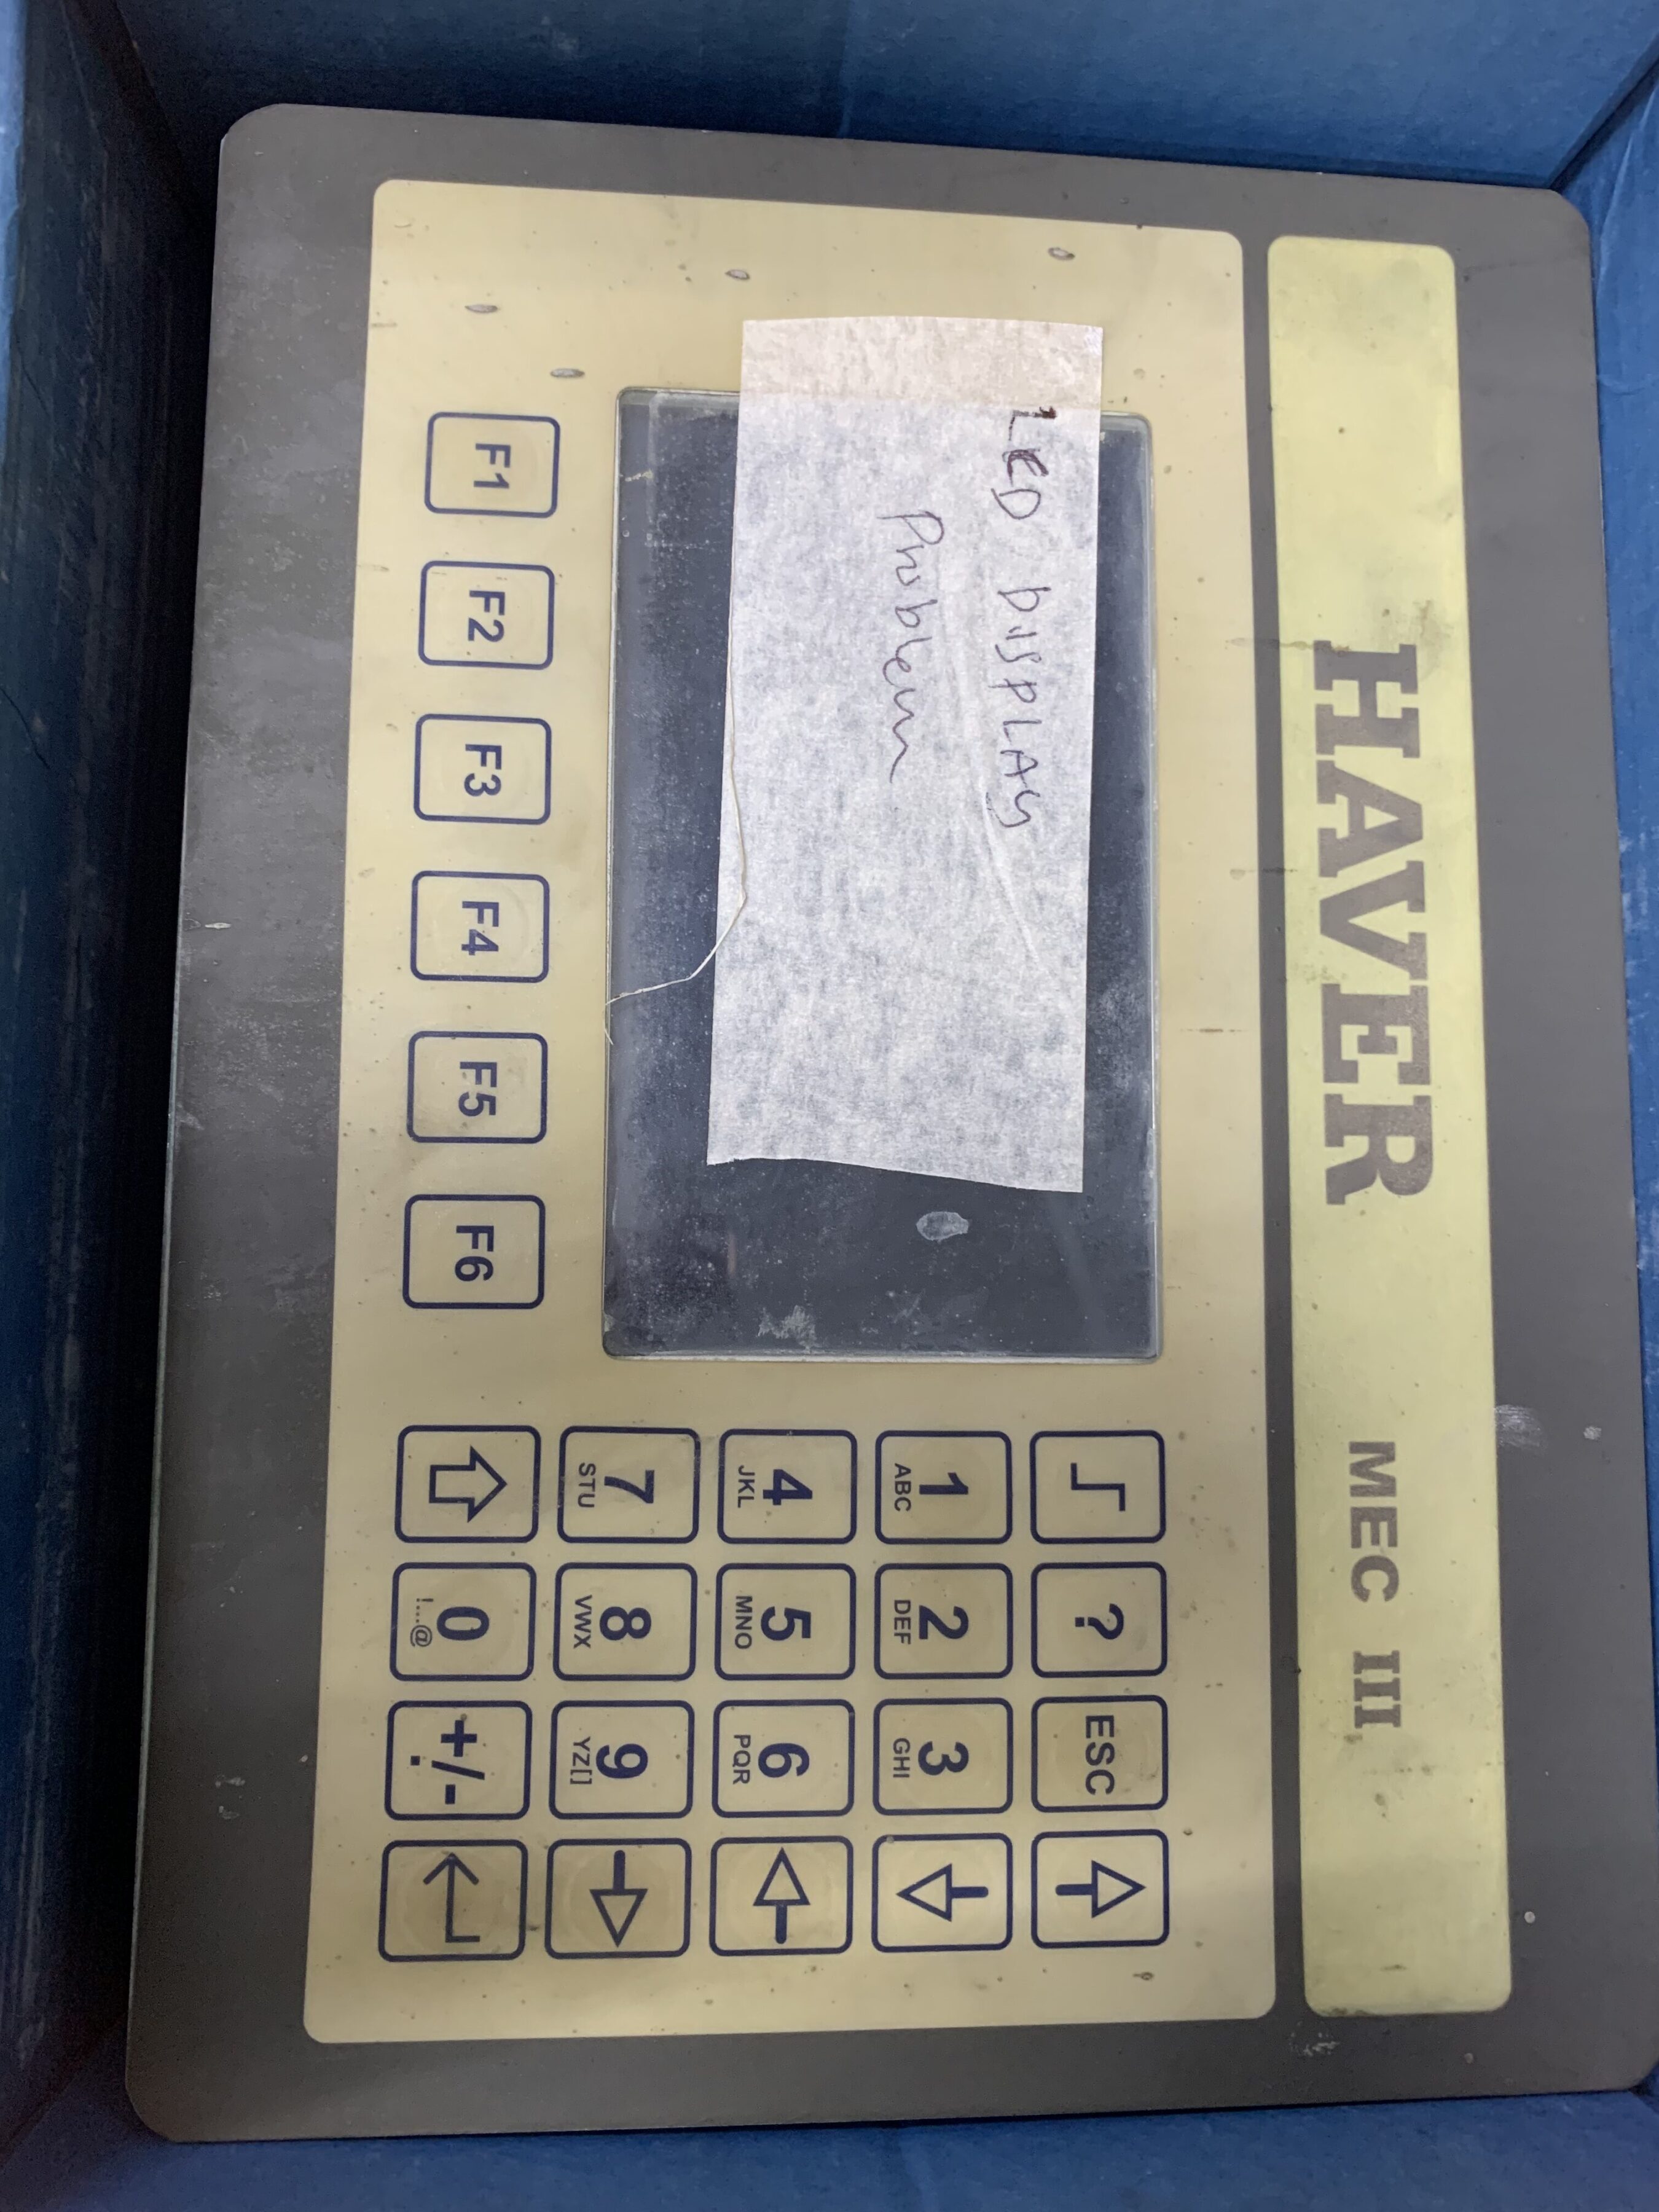 HAVER MEC III
LCD DISPLAY
Problem
F1 F2 F3 F4 F5 F6
? ESC
1 2 3
ABC DEF GHI
4 5 6
JKL MNO PQR
7 8 9
STU VWX YZ[]
0 +/-
!...@ .